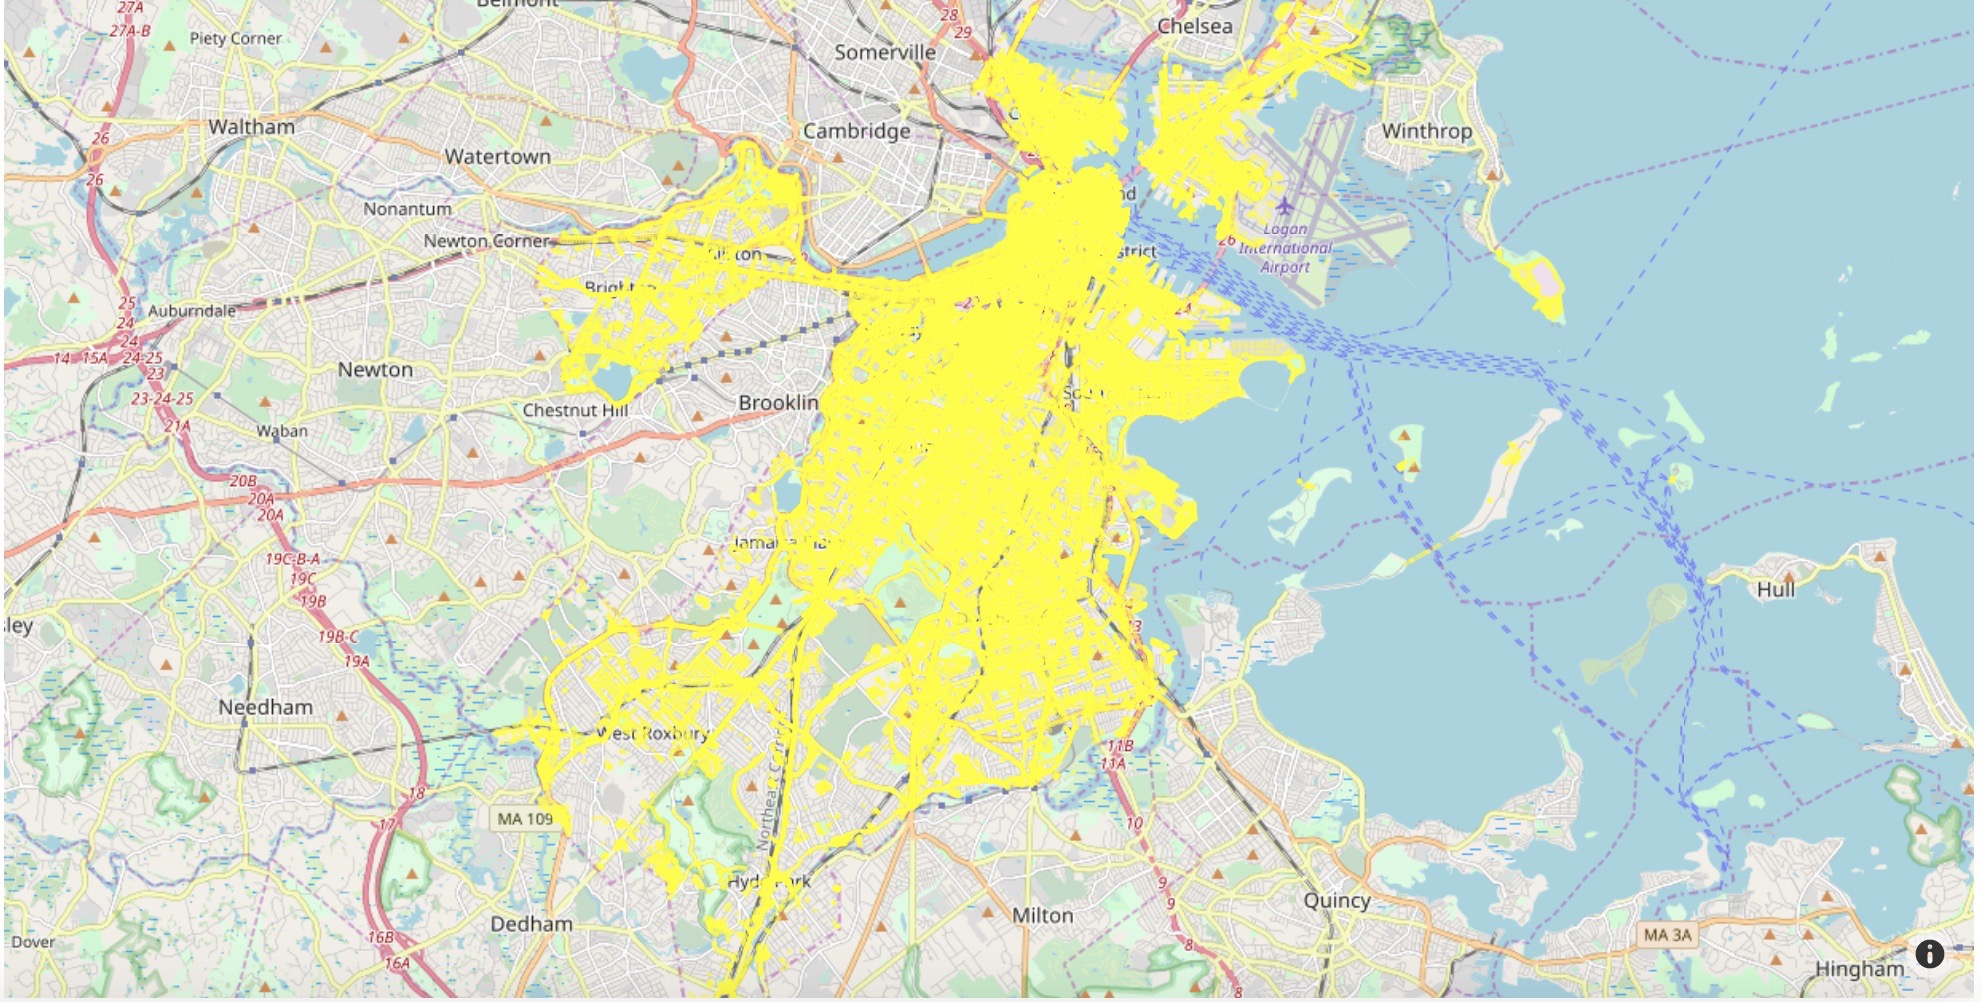 27A
27A-B
Belmont
28
29
Piety Corner
Somerville
Chelsea
Waltham
26
Cambridge
Winthrop
Watertown
26
Nonantum
Newton Corner
26
Logan
International
Airport
25
Auburndale
24
24
14
15A
24-25
23
Newton
23-24-25
Chestnut Hill
Brooklin
21A
Waban
20B
20A
20A
19C-B-A
19C
Hull
19B
19B-C
19A
Needham
West Roxbury
11B
11A
18
MA 109
17
10
Hyde Park
9
9
Quincy
Dedham
Milton
Dover
16B
8
MA 3A
16A
Hingham
8